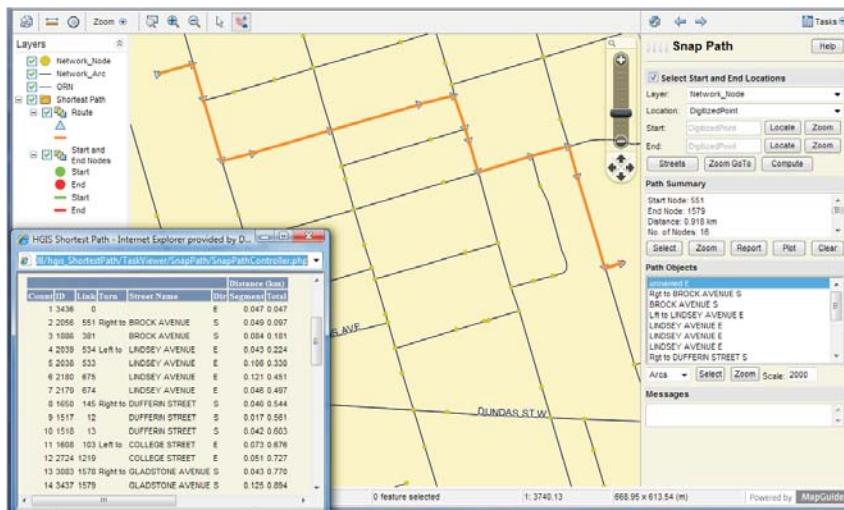 Zoom
Tasks
Layers
Network_Node
Network_Arc
ORN
Shortest Path
Route
Start and
End Nodes
Start
End
Start
End
AVE
DUNDAS ST W
Snap Path
Help
Select Start and End Locations
Layer: Network_Node
Location: DigitizedPoint
Start: DigitizedPoint Locate Zoom
End: DigitizedPoint Locate Zoom
Streets Zoom GoTo Compute
Path Summary
Start Node: 551
End Node: 1579
Distance: 0.918 km
No. of Nodes: 16
Select Zoom Report Plot Clear
Path Objects
unnamed E
Rgt to BROCK AVENUE S
BROCK AVENUE S
Lft to LINDSEY AVENUE E
LINDSEY AVENUE E
LINDSEY AVENUE E
LINDSEY AVENUE E
Rgt to DUFFERIN STREET S
Arcs Select Zoom Scale: 2000
Messages
HGIS Shortest Path - Internet Explorer provided by D...
/hgis_ShortestPath/TaskViewer/SnapPath/SnapPathController.php
Distance (km)
Count ID Link Turn Street Name Dir Segment Total
1 3436 0 E 0.047 0.047
2 2056 551 Right to BROCK AVENUE S 0.049 0.097
3 1886 381 BROCK AVENUE S 0.084 0.181
4 2039 534 Left to LINDSEY AVENUE E 0.043 0.224
5 2038 533 LINDSEY AVENUE E 0.106 0.330
6 2180 675 LINDSEY AVENUE E 0.121 0.451
7 2179 674 LINDSEY AVENUE E 0.046 0.497
8 1650 145 Right to DUFFERIN STREET S 0.046 0.544
9 1517 12 DUFFERIN STREET S 0.017 0.561
10 1518 13 DUFFERIN STREET S 0.042 0.603
11 1608 103 Left to COLLEGE STREET E 0.073 0.676
12 2724 1219 COLLEGE STREET E 0.051 0.727
13 3083 1578 Right to GLADSTONE AVENUE S 0.043 0.770
14 3437 1579 GLADSTONE AVENUE S 0.125 0.894
0 feature selected
1: 3740.13
668.95 x 613.54 (m)
Powered by MapGuide